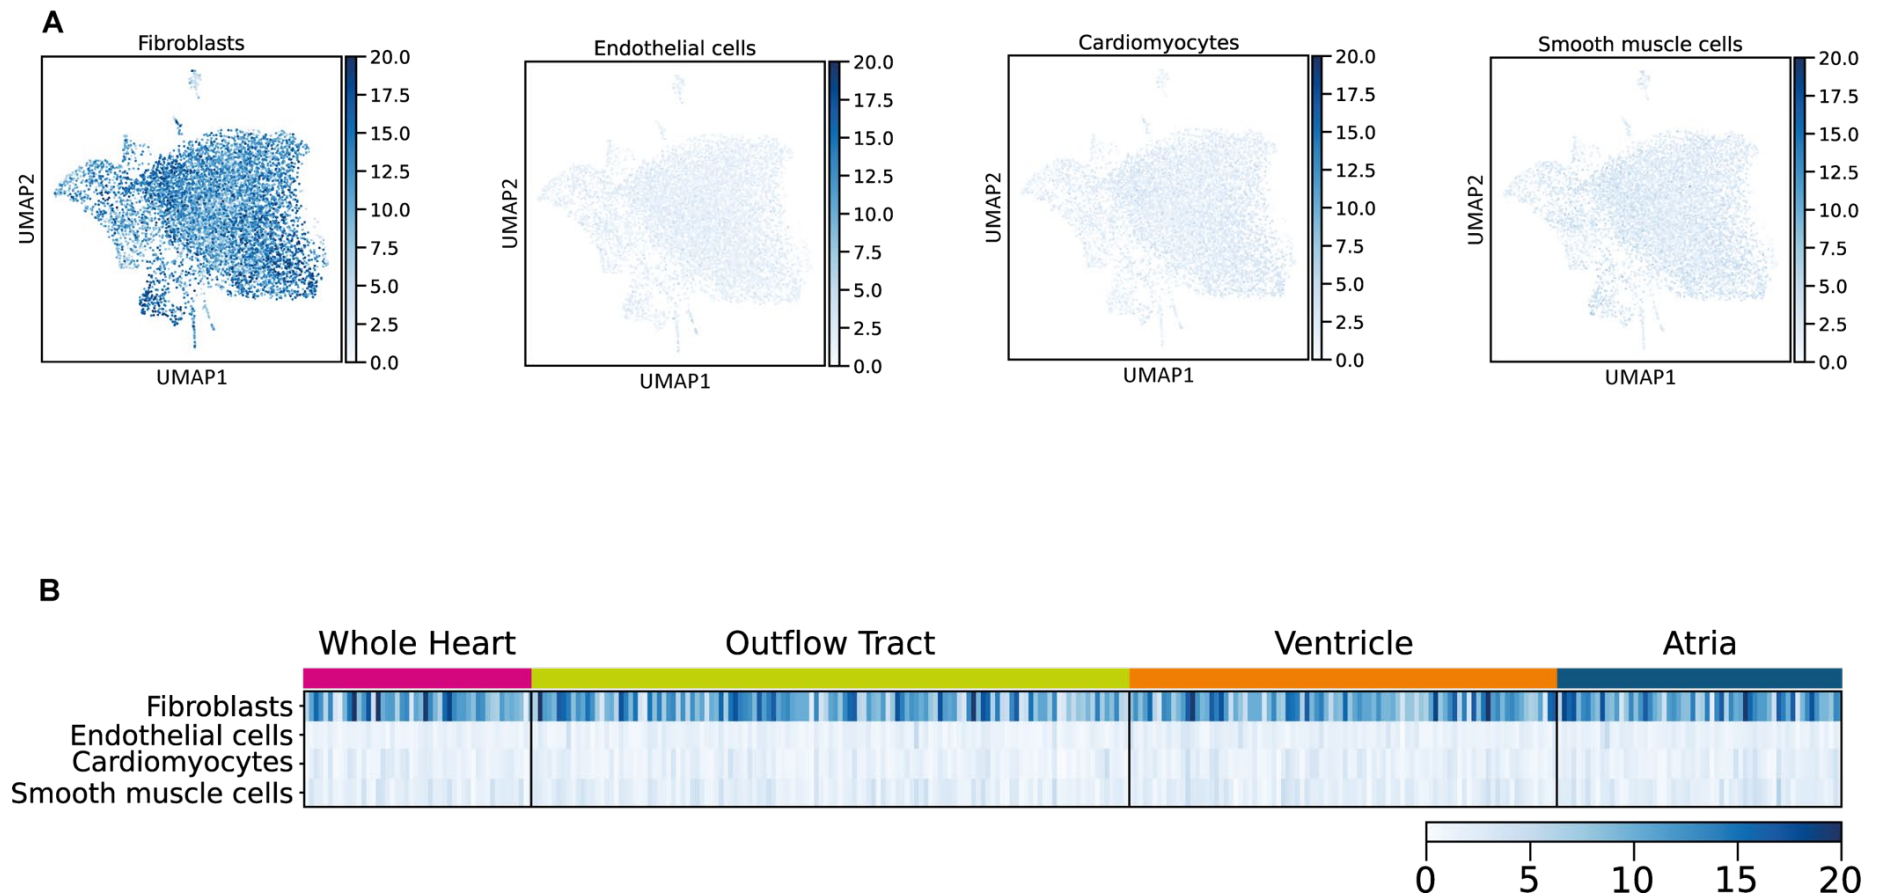 A
Fibroblasts
20.0
17.5
15.0
12.5
10.0
7.5
5.0
2.5
0.0
UMAP2
UMAP1
Endothelial cells
20.0
17.5
15.0
12.5
10.0
7.5
5.0
2.5
0.0
UMAP2
UMAP1
Cardiomyocytes
20.0
17.5
15.0
12.5
10.0
7.5
5.0
2.5
0.0
UMAP2
UMAP1
Smooth muscle cells
20.0
17.5
15.0
12.5
10.0
7.5
5.0
2.5
0.0
UMAP2
UMAP1
B
Whole Heart Outflow Tract Ventricle Atria
Fibroblasts
Endothelial cells
Cardiomyocytes
Smooth muscle cells
0 5 10 15 20